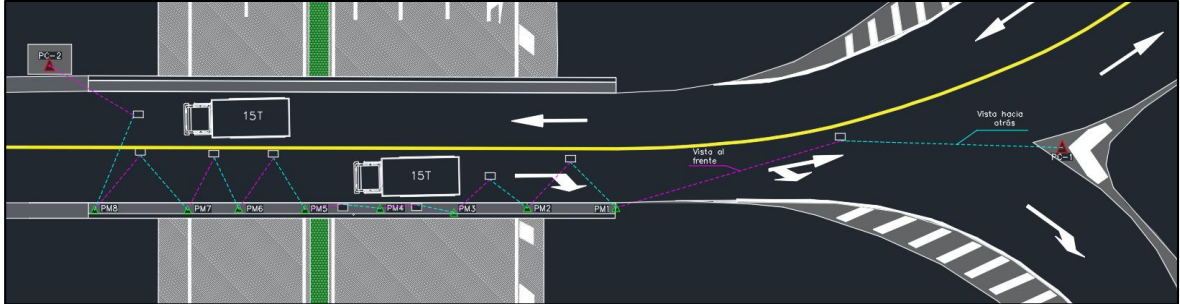 PC-2
15T
Vista hacia
atrás
Vista al
frente
PC-1
15T
PM8
PM7
PM6
PM5
PM4
PM3
PM2
PM1